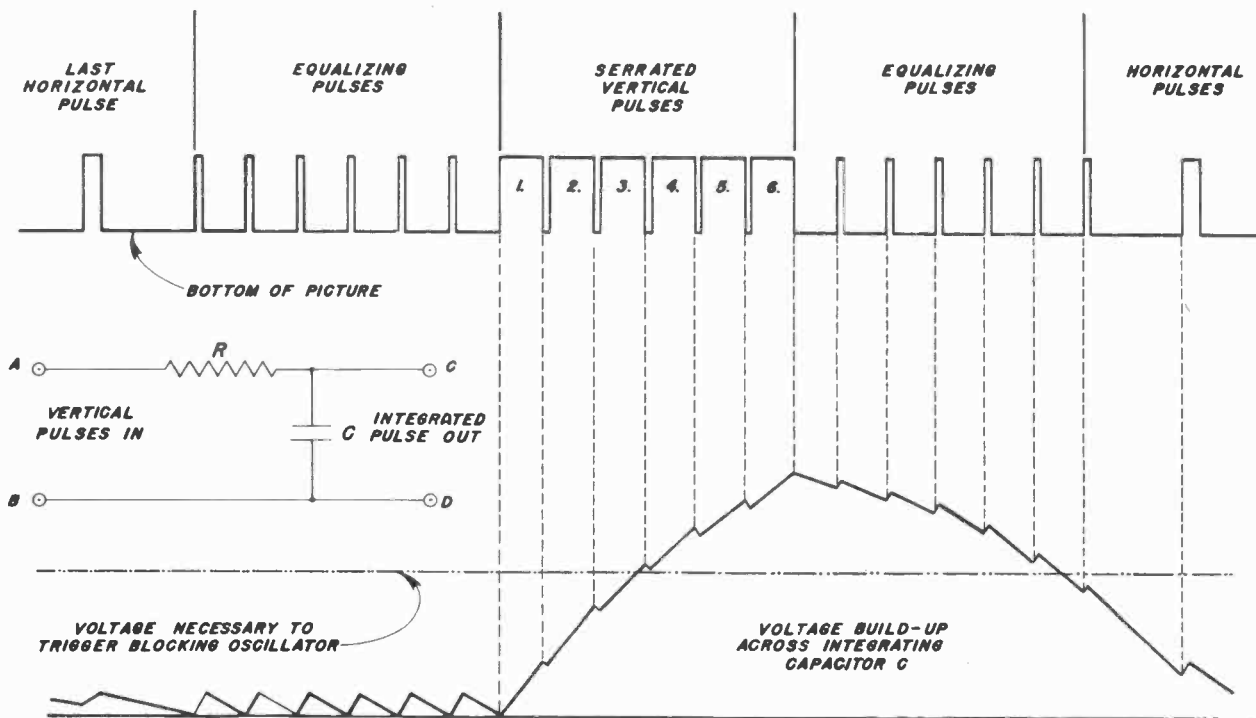 LAST
HORIZONTAL
PULSE
EQUALIZING
PULSES
SERRATED
VERTICAL
PULSES
EQUALIZING
PULSES
HORIZONTAL
PULSES
1. 2. 3. 4. 5. 6.
BOTTOM OF PICTURE
A R C
VERTICAL
PULSES IN
C
INTEGRATED
PULSE OUT
B D
VOLTAGE NECESSARY TO
TRIGGER BLOCKING OSCILLATOR
VOLTAGE BUILD-UP
ACROSS INTEGRATING
CAPACITOR C